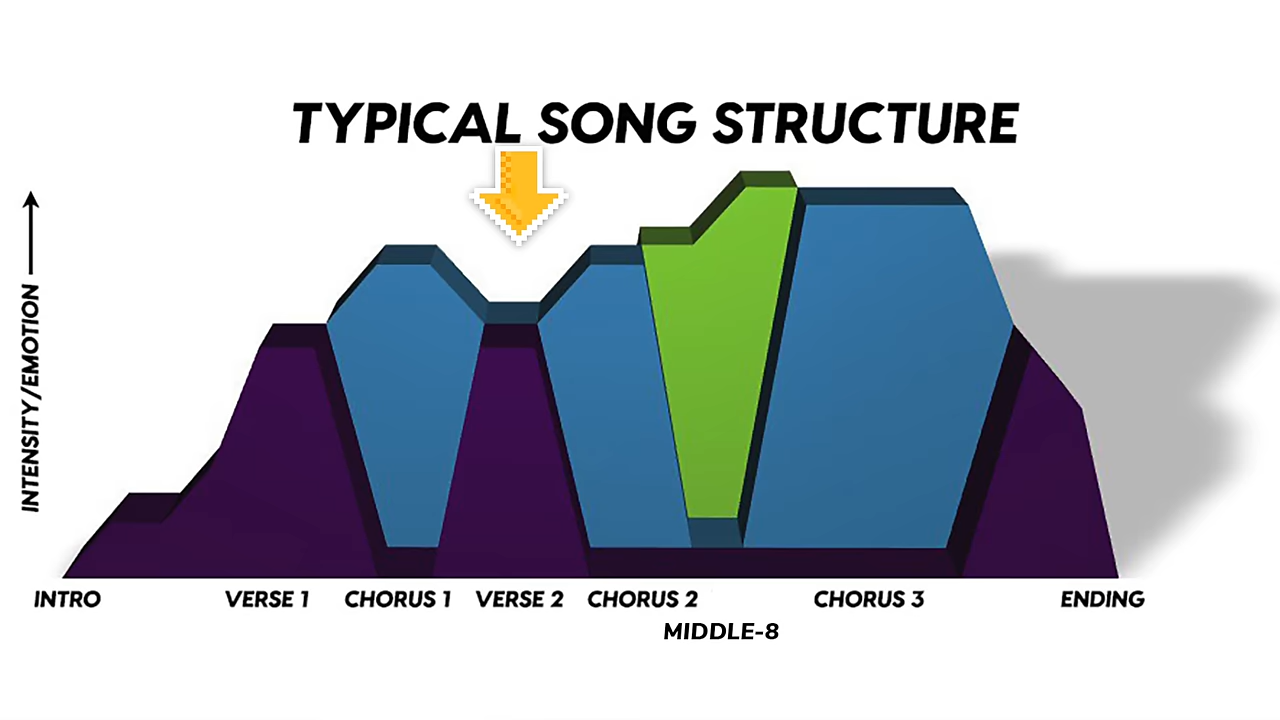 TYPICAL SONG STRUCTURE
INTENSITY/EMOTION
INTRO
VERSE 1
CHORUS 1
VERSE 2
CHORUS 2
CHORUS 3
ENDING
MIDDLE-8